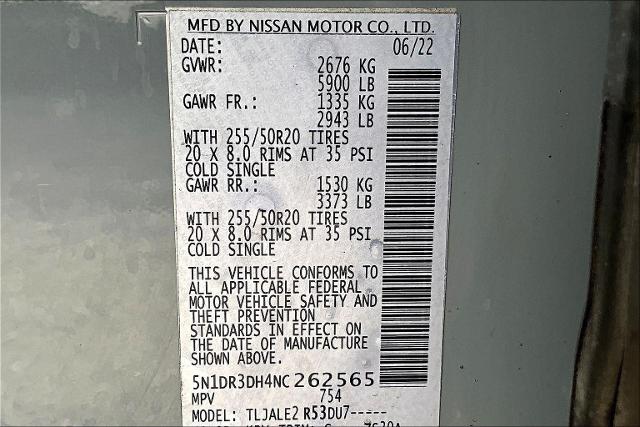 MFD BY NISSAN MOTOR CO., LTD.
DATE: 06/22
GVWR: 2676 KG
5900 LB
GAWR FR.: 1335 KG
2943 LB
WITH 255/50R20 TIRES
20 X 8.0 RIMS AT 35 PSI
COLD SINGLE
GAWR RR.: 1530 KG
3373 LB
WITH 255/50R20 TIRES
20 X 8.0 RIMS AT 35 PSI
COLD SINGLE
THIS VEHICLE CONFORMS TO
ALL APPLICABLE FEDERAL
MOTOR VEHICLE SAFETY AND
THEFT PREVENTION
STANDARDS IN EFFECT ON
THE DATE OF MANUFACTURE
SHOWN ABOVE.
5N1DR3DH4NC262565
MPV 754
MODEL: TLJALE2 R53DU7-----